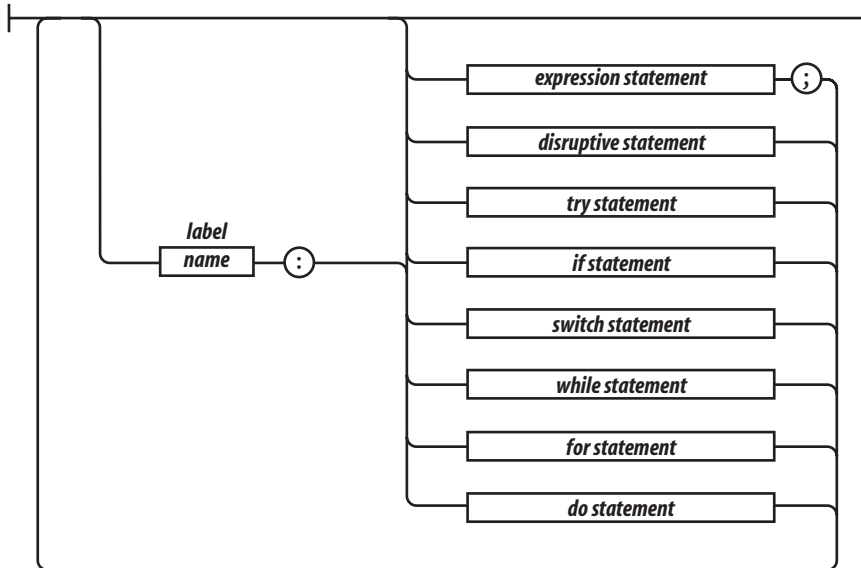 expression statement ;
disruptive statement
try statement
label
name :
if statement
switch statement
while statement
for statement
do statement